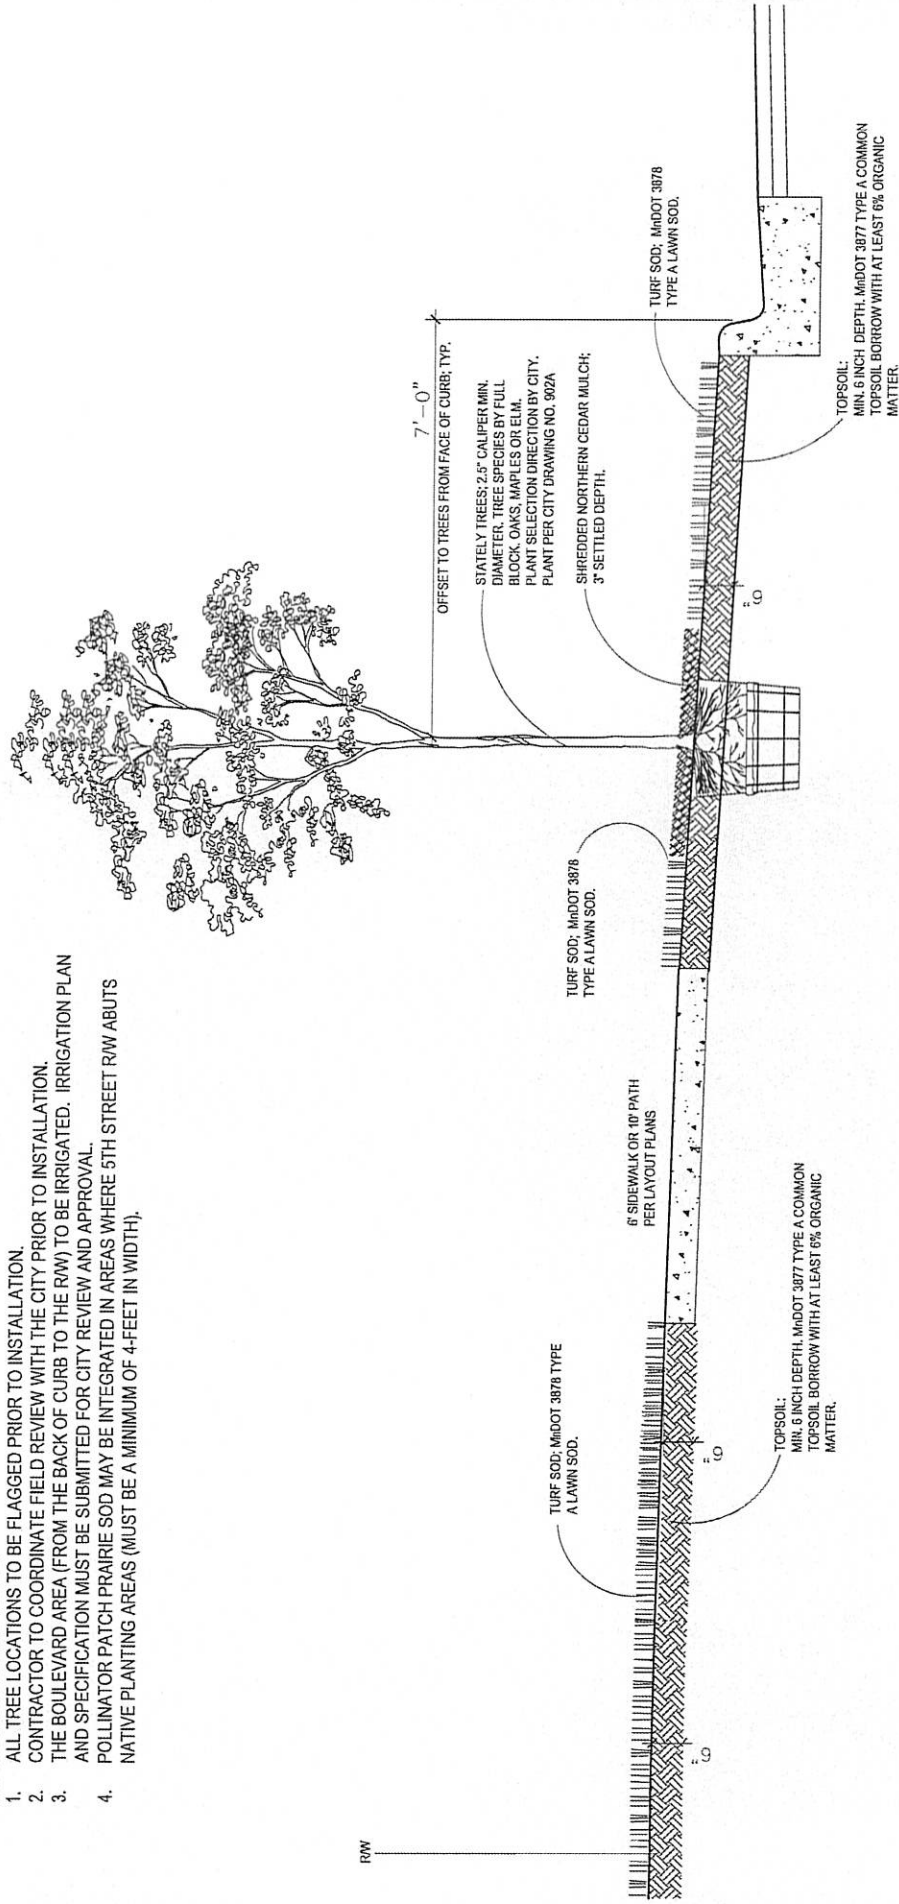 1. ALL TREE LOCATIONS TO BE FLAGGED PRIOR TO INSTALLATION.
2. CONTRACTOR TO COORDINATE FIELD REVIEW WITH THE CITY PRIOR TO INSTALLATION.
3. THE BOULEVARD AREA (FROM THE BACK OF CURB TO THE R/W) TO BE IRRIGATED. IRRIGATION PLAN
AND SPECIFICATION MUST BE SUBMITTED FOR CITY REVIEW AND APPROVAL.
4. POLLINATOR PATCH PRAIRIE SOD MAY BE INTEGRATED IN AREAS WHERE 5TH STREET R/W ABUTS
NATIVE PLANTING AREAS (MUST BE A MINIMUM OF 4-FEET IN WIDTH).
7'-0"
OFFSET TO TREES FROM FACE OF CURB; TYP.
STATELY TREES; 2.5" CALIPER MIN.
DIAMETER. TREE SPECIES BY FULL
BLOCK. OAKS, MAPLES OR ELM.
PLANT SELECTION DIRECTION BY CITY.
PLANT PER CITY DRAWING NO. 902A
SHREDDED NORTHERN CEDAR MULCH;
3" SETTLED DEPTH.
TURF SOD; MnDOT 3878
TYPE A LAWN SOD.
TURF SOD; MnDOT 3878
TYPE A LAWN SOD.
6' SIDEWALK OR 10' PATH
PER LAYOUT PLANS
TURF SOD; MnDOT 3878 TYPE
A LAWN SOD.
R/W
6"
6"
6"
TOPSOIL:
MIN. 6 INCH DEPTH. MnDOT 3877 TYPE A COMMON
TOPSOIL BORROW WITH AT LEAST 6% ORGANIC
MATTER.
TOPSOIL:
MIN. 6 INCH DEPTH. MnDOT 3877 TYPE A COMMON
TOPSOIL BORROW WITH AT LEAST 6% ORGANIC
MATTER.